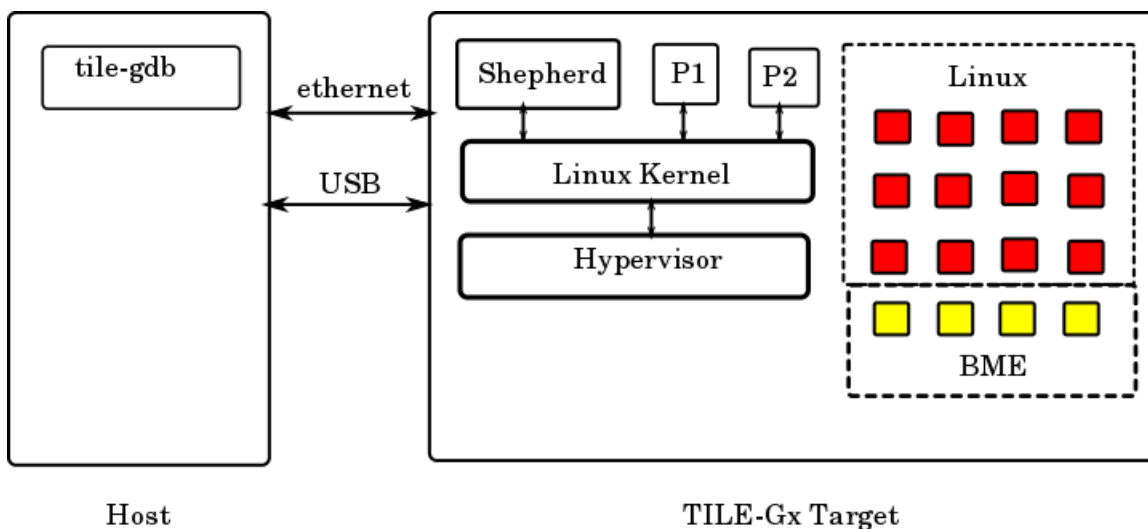 tile-gdb
ethernet
USB
Shepherd
P1
P2
Linux Kernel
Hypervisor
Linux
BME
Host
TILE-Gx Target